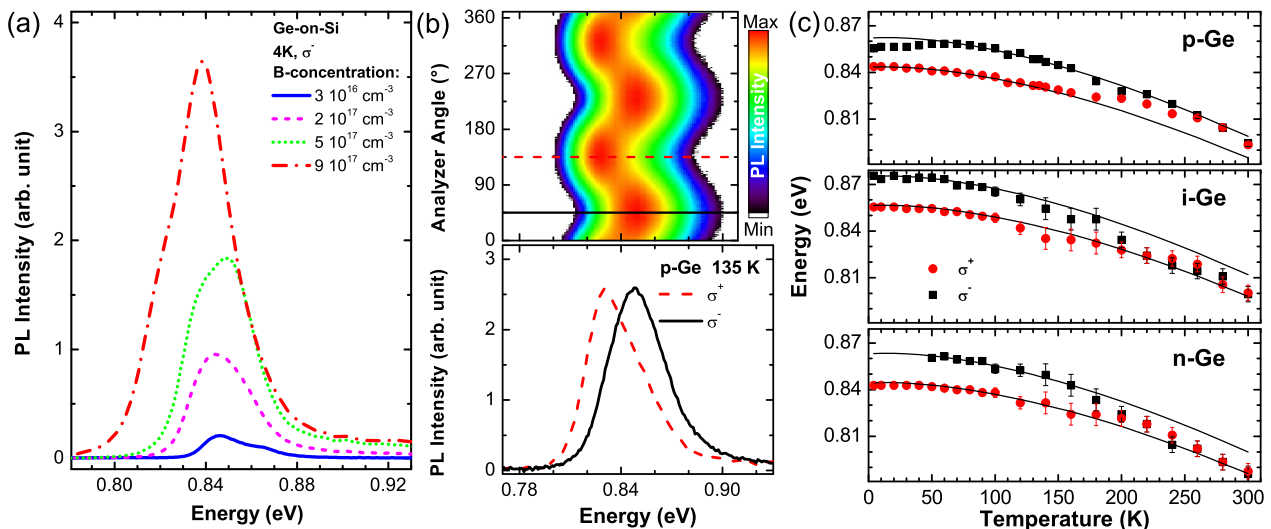 (a)
Ge-on-Si
4K, σ⁻
B-concentration:
3 10¹⁶ cm⁻³
2 10¹⁷ cm⁻³
5 10¹⁷ cm⁻³
9 10¹⁷ cm⁻³
PL Intensity (arb. unit)
4
3
2
1
0
0.80 0.84 0.88 0.92
Energy (eV)
(b)
Analyzer Angle (°)
360
270
180
90
0
Max
PL Intensity
Min
p-Ge 135 K
σ⁺
σ⁻
PL Intensity (arb. unit)
3
2
1
0
0.78 0.84 0.90
Energy (eV)
(c)
p-Ge
0.87
0.84
0.81
i-Ge
0.87
0.84
0.81
σ⁺
σ⁻
n-Ge
0.87
0.84
0.81
Energy (eV)
0 50 100 150 200 250 300
Temperature (K)